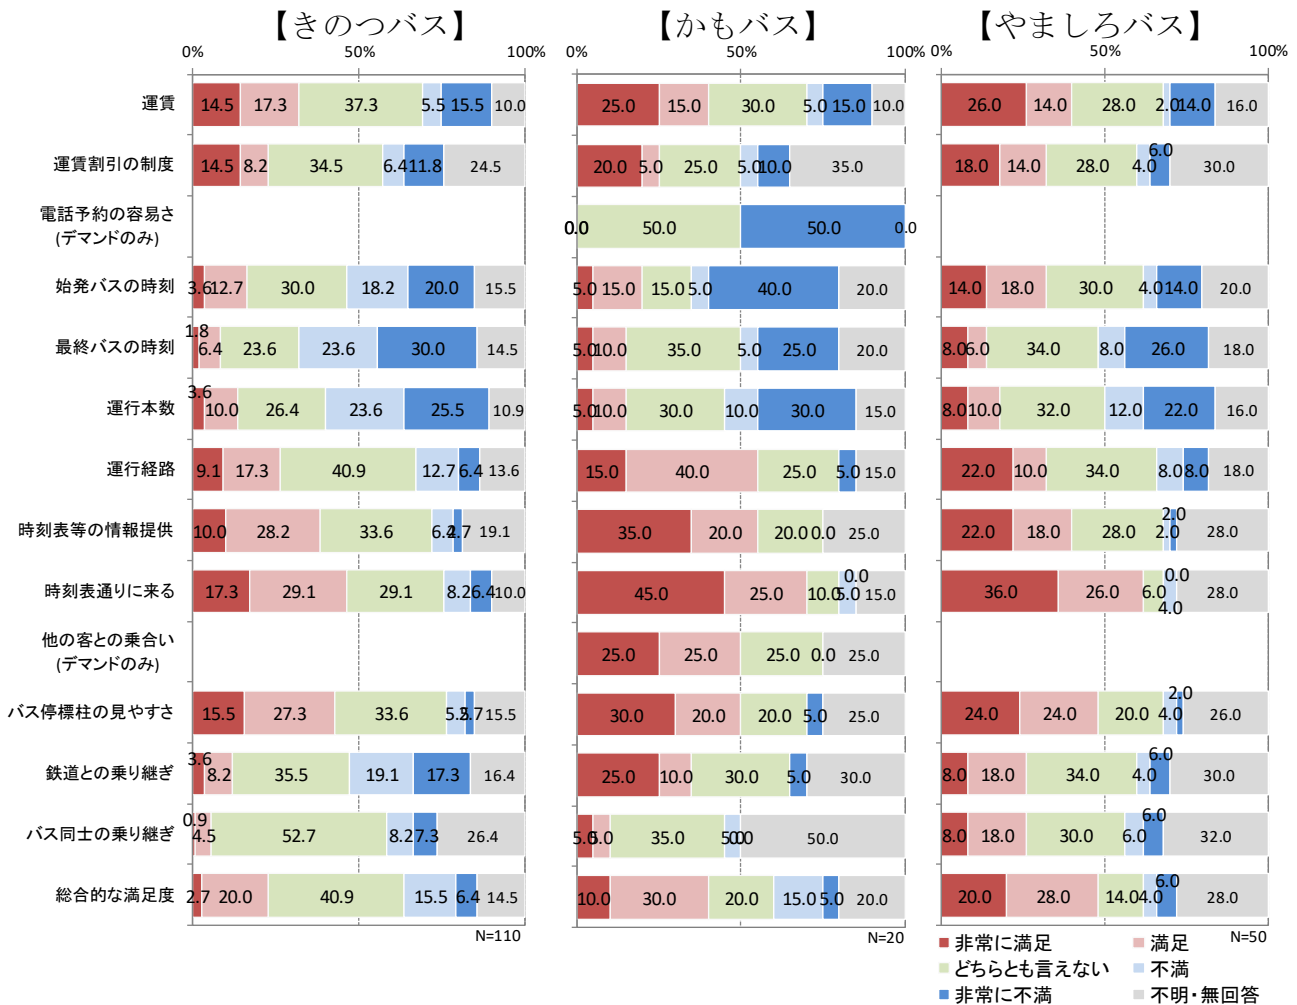 【きのつバス】 【かもバス】 【やましろバス】
0% 50% 100% 0% 50% 100% 0% 50% 100%
運賃 14.5 17.3 37.3 5.5 15.5 10.0 25.0 15.0 30.0 5.0 15.0 10.0 26.0 14.0 28.0 2.0 14.0 16.0
運賃割引の制度 14.5 8.2 34.5 6.4 11.8 24.5 20.0 5.0 25.0 5.0 10.0 35.0 18.0 14.0 28.0 4.0 6.0 30.0
電話予約の容易さ
(デマンドのみ) 0.0 50.0 50.0 0.0
始発バスの時刻 3.6 12.7 30.0 18.2 20.0 15.5 5.0 15.0 15.0 5.0 40.0 20.0 14.0 18.0 30.0 4.0 14.0 20.0
最終バスの時刻 1.8 6.4 23.6 23.6 30.0 14.5 5.0 10.0 35.0 5.0 25.0 20.0 8.0 6.0 34.0 8.0 26.0 18.0
運行本数 3.6 10.0 26.4 23.6 25.5 10.9 5.0 10.0 30.0 10.0 30.0 15.0 8.0 10.0 32.0 12.0 22.0 16.0
運行経路 9.1 17.3 40.9 12.7 6.4 13.6 15.0 40.0 25.0 5.0 15.0 22.0 10.0 34.0 8.0 8.0 18.0
時刻表等の情報提供 10.0 28.2 33.6 6.4 2.7 19.1 35.0 20.0 20.0 0.0 25.0 22.0 18.0 28.0 2.0 2.0 28.0
時刻表通りに来る 17.3 29.1 29.1 8.2 6.4 10.0 45.0 25.0 10.0 5.0 0.0 15.0 36.0 26.0 6.0 4.0 0.0 28.0
他の客との乗合い
(デマンドのみ) 25.0 25.0 25.0 0.0 25.0
バス停標柱の見やすさ 15.5 27.3 33.6 5.5 2.7 15.5 30.0 20.0 20.0 5.0 25.0 24.0 24.0 20.0 4.0 2.0 26.0
鉄道との乗り継ぎ 3.6 8.2 35.5 19.1 17.3 16.4 25.0 10.0 30.0 5.0 30.0 8.0 18.0 34.0 4.0 6.0 30.0
バス同士の乗り継ぎ 0.9 4.5 52.7 8.2 7.3 26.4 5.0 5.0 35.0 5.0 0.0 50.0 8.0 18.0 30.0 6.0 6.0 32.0
総合的な満足度 2.7 20.0 40.9 15.5 6.4 14.5 10.0 30.0 20.0 15.0 5.0 20.0 20.0 28.0 14.0 4.0 6.0 28.0
N=110 N=20 N=50
非常に満足 満足
どちらとも言えない 不満
非常に不満 不明・無回答